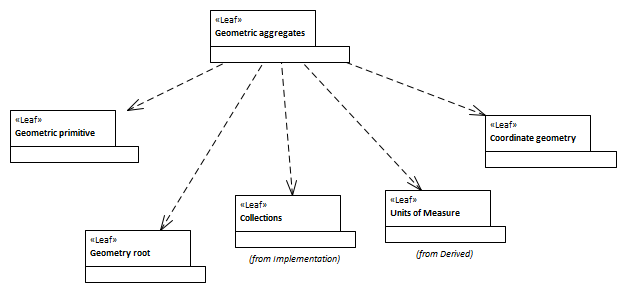 «Leaf»
Geometric aggregates
«Leaf»
Geometric primitive
«Leaf»
Coordinate geometry
«Leaf»
Collections
(from Implementation)
«Leaf»
Units of Measure
(from Derived)
«Leaf»
Geometry root